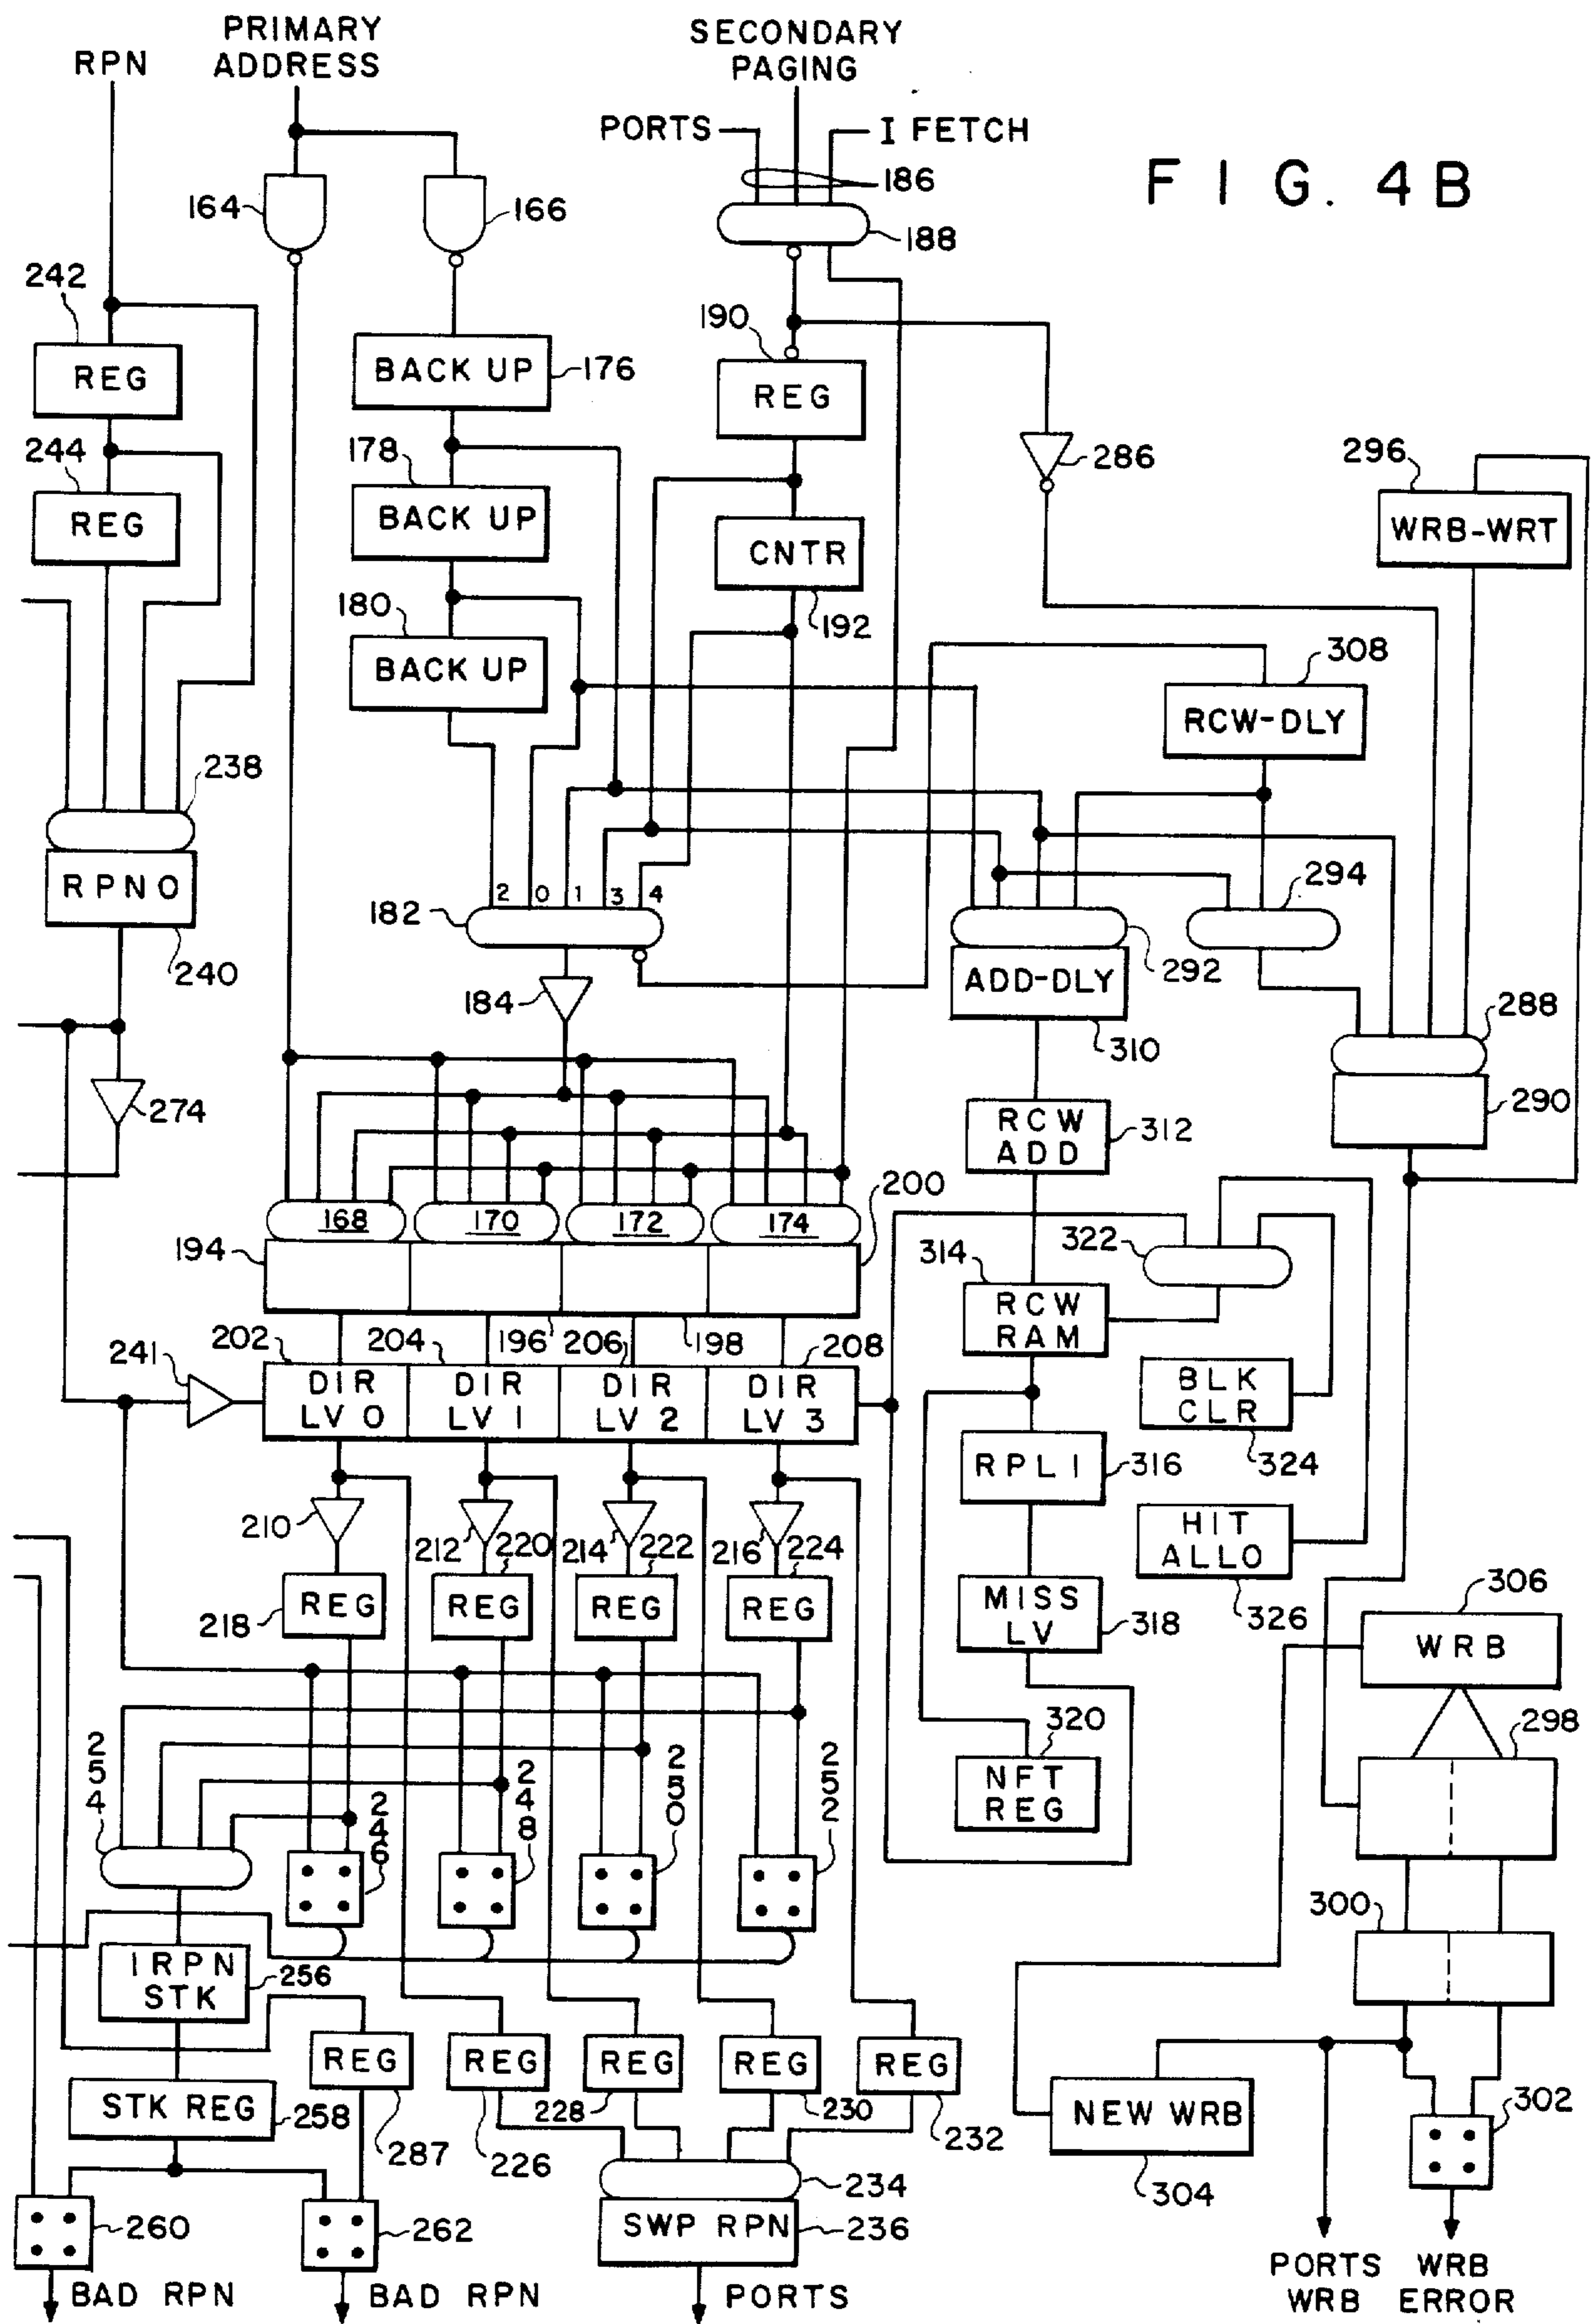 PRIMARY
ADDRESS
SECONDARY
PAGING
RPN
PORTS
I FETCH
FIG. 4B
186
164
166
188
242
190
REG
BACK UP
176
REG
244
178
286
296
REG
BACK UP
CNTR
WRB-WRT
180
192
BACK UP
308
RCW-DLY
238
RPN0
182
2
0
1
3
4
294
240
184
ADD-DLY
292
288
310
274
290
RCW
ADD
312
200
168
170
172
174
194
322
314
RCW
RAM
202
204
196
206
198
208
241
DIR
LV 0
DIR
LV 1
DIR
LV 2
DIR
LV 3
BLK
CLR
324
RPLI
316
210
212
220
214
222
216
224
HIT
ALLO
326
218
REG
REG
REG
REG
MISS
LV
318
306
WRB
298
254
246
248
250
252
320
NFT
REG
300
IRPN
STK
256
REG
REG
REG
REG
REG
STK REG
258
287
226
228
230
232
NEW WRB
304
302
234
260
262
SWP RPN
236
BAD RPN
BAD RPN
PORTS
PORTS
WRB
WRB
ERROR